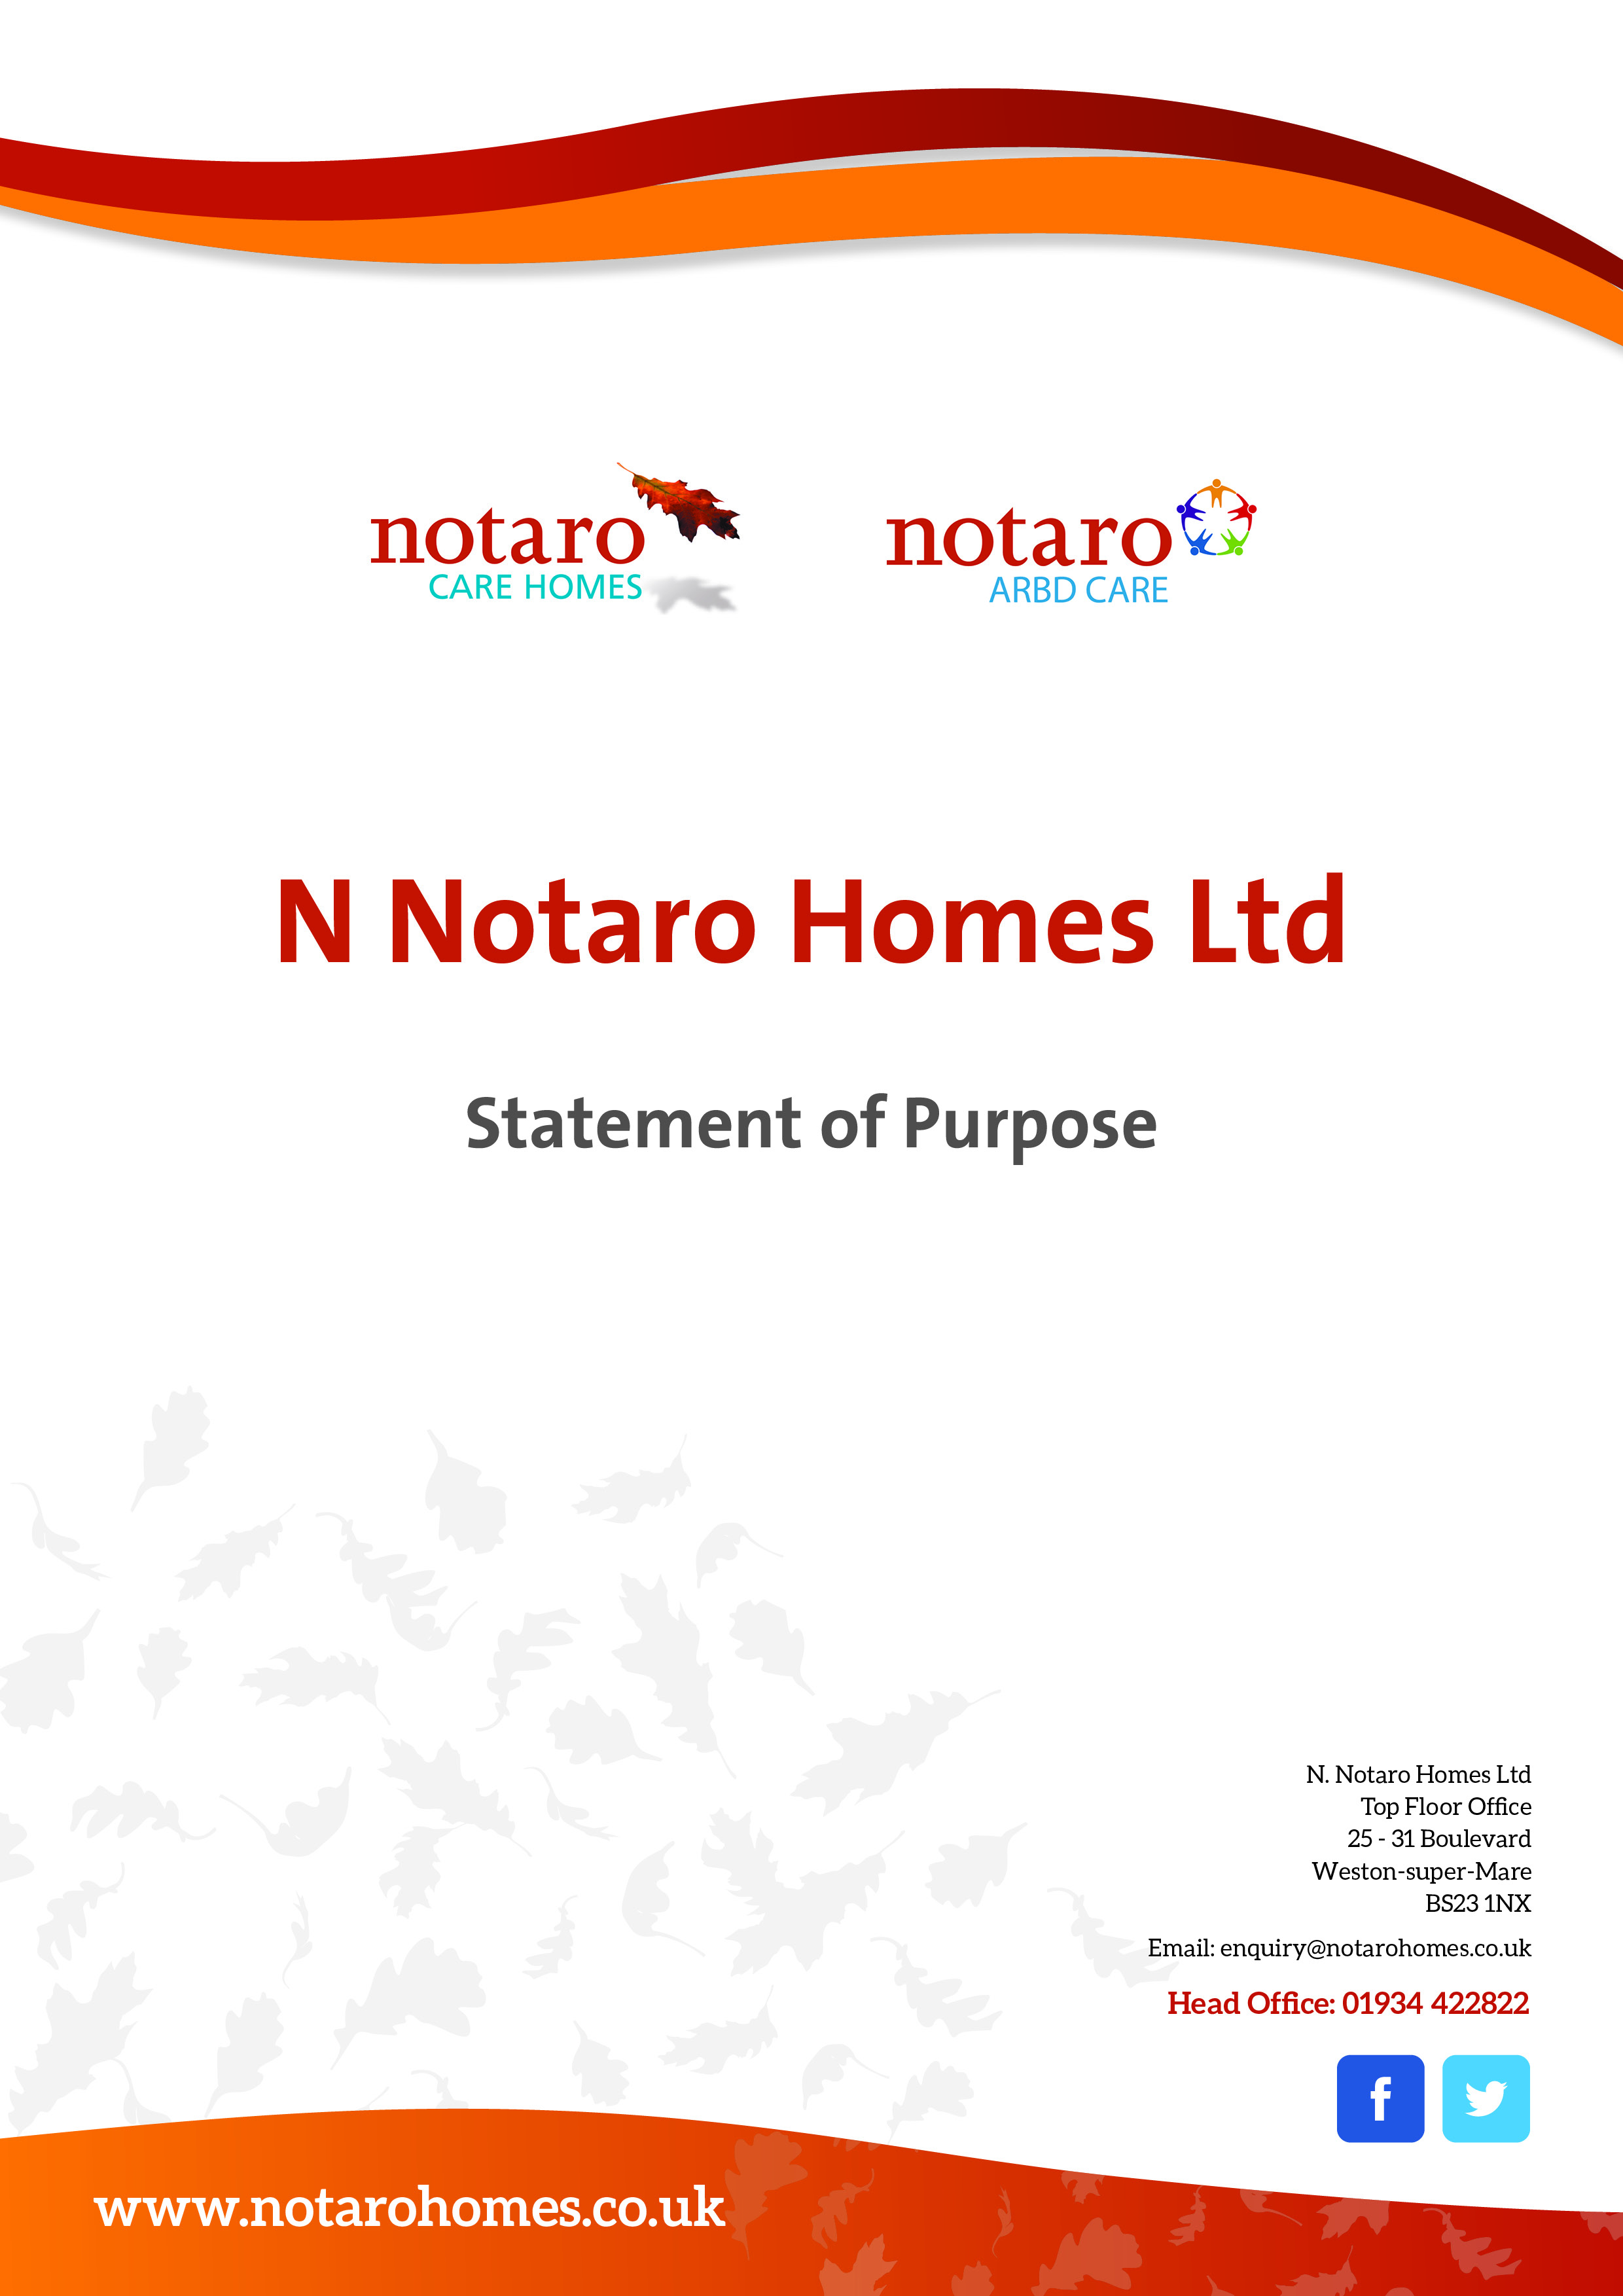 notaro
CARE HOMES
notaro
ARBD CARE
N Notaro Homes Ltd
Statement of Purpose
N. Notaro Homes Ltd
Top Floor Office
25 - 31 Boulevard
Weston-super-Mare
BS23 1NX
Email: enquiry@notarohomes.co.uk
Head Office: 01934 422822
www.notarohomes.co.uk